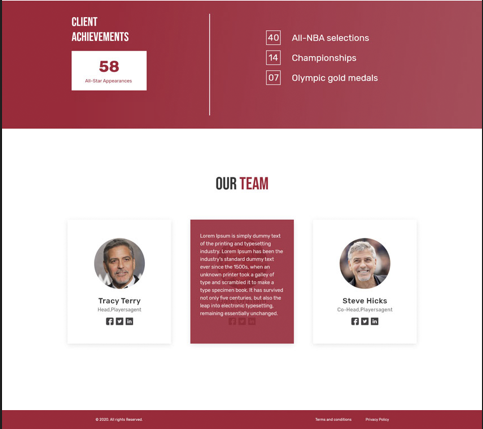 CLIENT
ACHIEVEMENTS
58
All-Star Appearances
40 All-NBA selections
14 Championships
07 Olympic gold medals
OUR TEAM
Tracy Terry
Head,Playersagent
Lorem Ipsum is simply dummy text
of the printing and typesetting
industry. Lorem Ipsum has been the
industry's standard dummy text
ever since the 1500s, when an
unknown printer took a galley of
type and scrambled it to make a
type specimen book. It has survived
not only five centuries, but also the
leap into electronic typesetting,
remaining essentially unchanged.
Steve Hicks
Co-Head,Playersagent
© 2020. All rights Reserved.
Terms and conditions
Privacy Policy